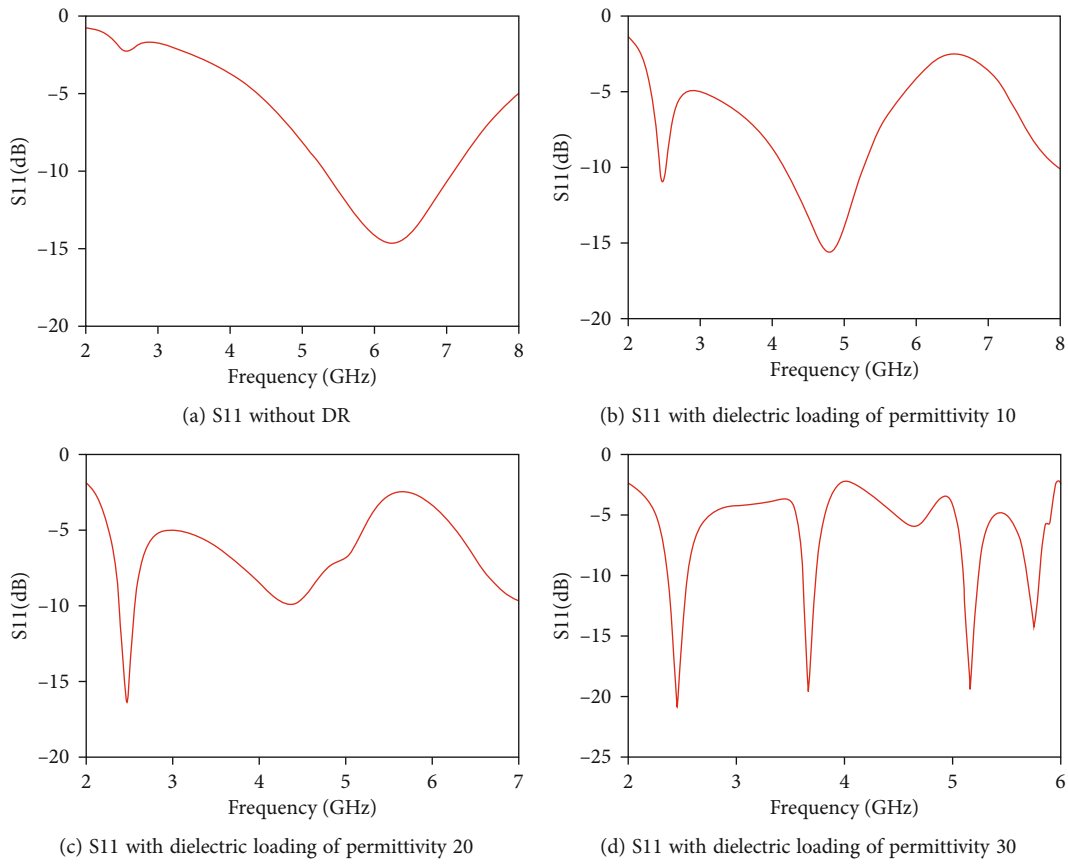 0
−5
−10
−15
−20
S11(dB)
2 3 4 5 6 7 8
Frequency (GHz)
(a) S11 without DR
0
−5
−10
−15
−20
S11(dB)
2 3 4 5 6 7 8
Frequency (GHz)
(b) S11 with dielectric loading of permittivity 10
0
−5
−10
−15
−20
S11(dB)
2 3 4 5 6 7
Frequency (GHz)
(c) S11 with dielectric loading of permittivity 20
0
−5
−10
−15
−20
−25
S11(dB)
2 3 4 5 6
Frequency (GHz)
(d) S11 with dielectric loading of permittivity 30